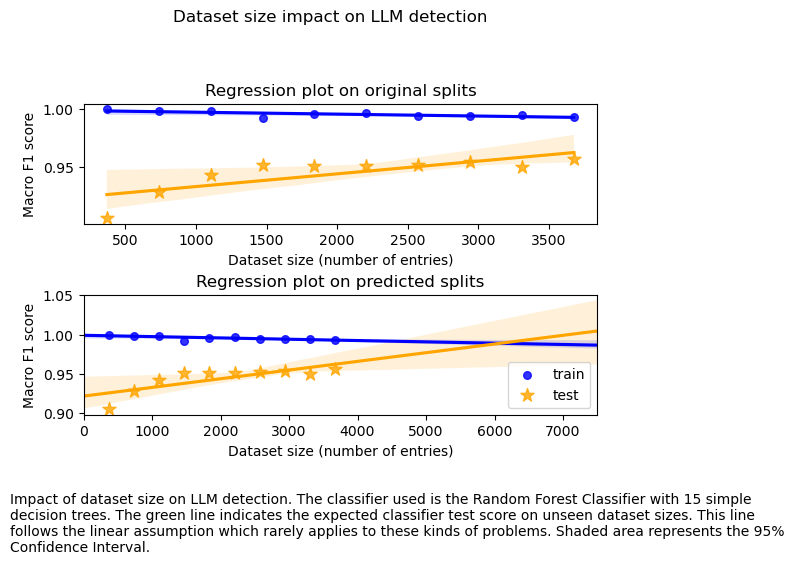 Dataset size impact on LLM detection
Regression plot on original splits
1.00
0.95
Macro F1 score
500
1000
1500
2000
2500
3000
3500
Dataset size (number of entries)
Regression plot on predicted splits
1.05
1.00
0.95
0.90
Macro F1 score
train
test
0
1000
2000
3000
4000
5000
6000
7000
Dataset size (number of entries)
Impact of dataset size on LLM detection. The classifier used is the Random Forest Classifier with 15 simple
decision trees. The green line indicates the expected classifier test score on unseen dataset sizes. This line
follows the linear assumption which rarely applies to these kinds of problems. Shaded area represents the 95%
Confidence Interval.